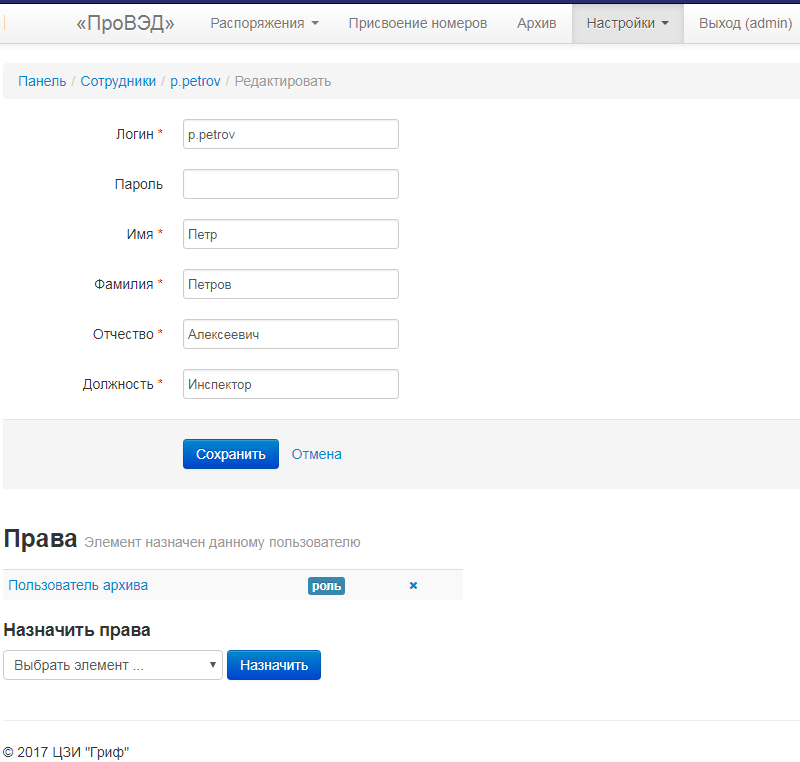 «ПроВЭД» Распоряжения Присвоение номеров Архив Настройки Выход (admin)
Панель / Сотрудники / p.petrov / Редактировать
Логин * p.petrov
Пароль
Имя * Петр
Фамилия * Петров
Отчество * Алексеевич
Должность * Инспектор
Сохранить Отмена
Права Элемент назначен данному пользователю
Пользователь архива роль ×
Назначить права
Выбрать элемент ... Назначить
© 2017 ЦЗИ "Гриф"